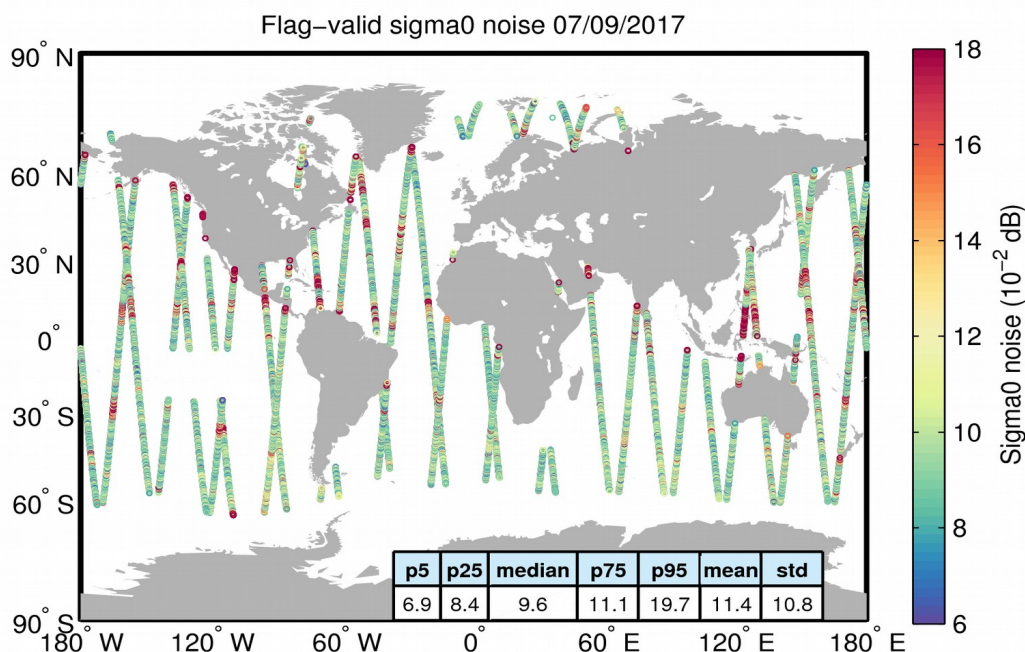 Flag−valid sigma0 noise 07/09/2017
90° N
60° N
30° N
0°
30° S
60° S
90° S
180° W 120° W 60° W 0° 60° E 120° E 180° E
p5 p25 median p75 p95 mean std
6.9 8.4 9.6 11.1 19.7 11.4 10.8
18
16
14
12
10
8
6
Sigma0 noise (10⁻² dB)